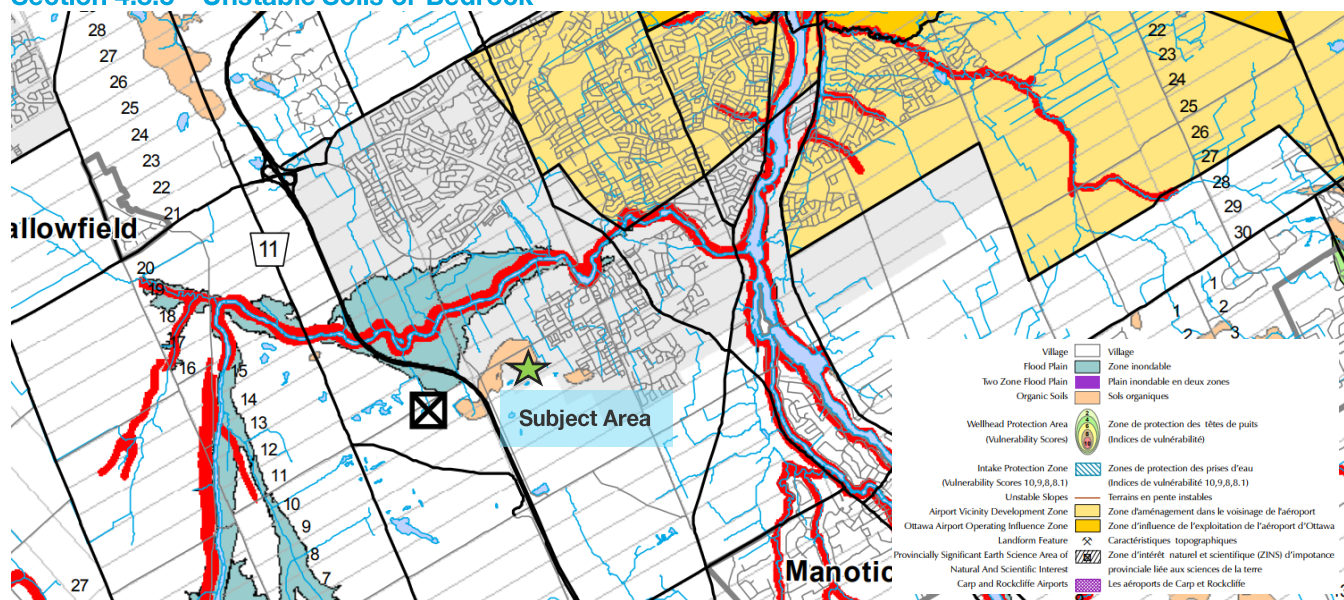 Section 4.8.3 – Unstable Soils or Bedrock
28
27
26
25
24
23
22
21
allowfield
11
20
19
18
17
16
15
14
13
12
11
10
9
8
7
27
22
23
24
25
26
27
28
29
30
1
2
3
1
2
Subject Area
Manotic
Village Village
Flood Plain Zone inondable
Two Zone Flood Plain Plain inondable en deux zones
Organic Soils Sols organiques
Wellhead Protection Area Zone de protection des têtes de puits
(Vulnerability Scores) (Indices de vulnérabilité)
2
4
6
8
10
Intake Protection Zone Zones de protection des prises d'eau
(Vulnerability Scores 10,9,8,8.1) (Indices de vulnérabilité 10,9,8,8.1)
Unstable Slopes Terrains en pente instables
Airport Vicinity Development Zone Zone d'aménagement dans le voisinage de l'aéroport
Ottawa Airport Operating Influence Zone Zone d'influence de l'exploitation de l'aéroport d'Ottawa
Landform Feature Caractéristiques topographiques
Provincially Significant Earth Science Area of Zone d'intérêt naturel et scientifique (ZINS) d'impotance
Natural And Scientific Interest provinciale liée aux sciences de la terre
Carp and Rockcliffe Airports Les aéroports de Carp et Rockliffe